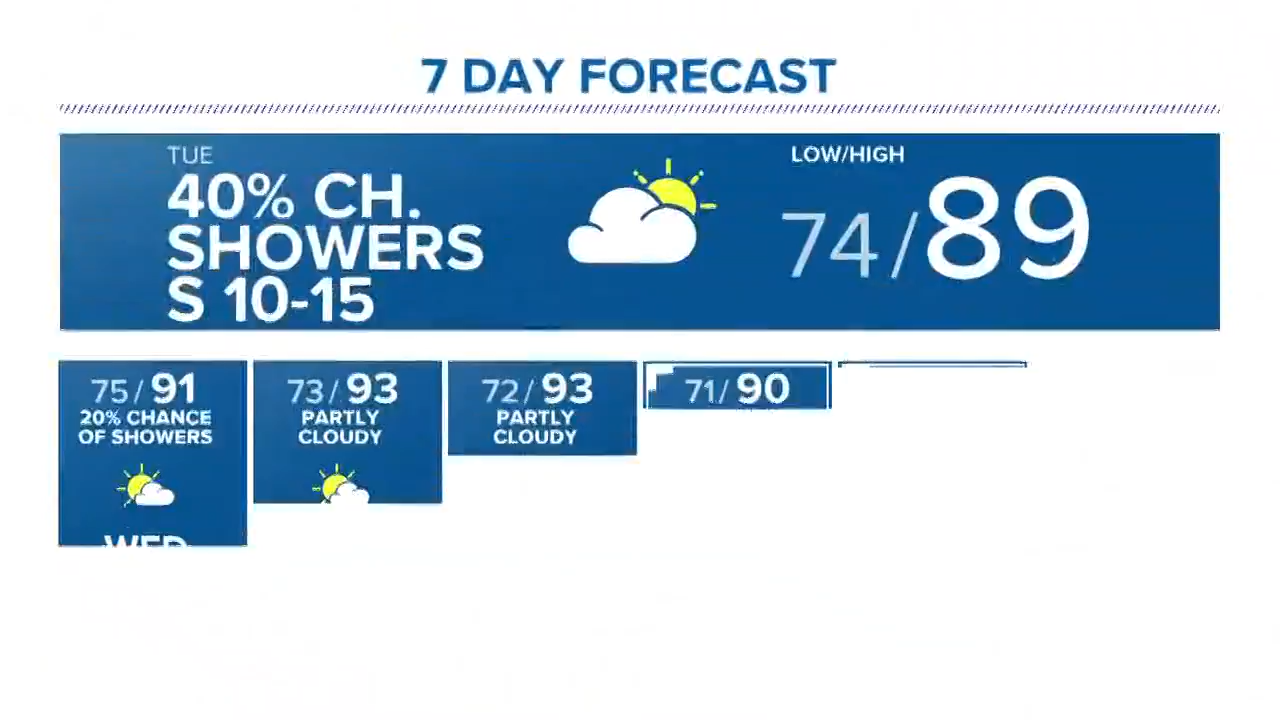 7 DAY FORECAST
TUE
40% CH.
SHOWERS
S 10-15
LOW/HIGH
74/89
75/91
20% CHANCE
OF SHOWERS
WED
73/93
PARTLY
CLOUDY
72/93
PARTLY
CLOUDY
71/90